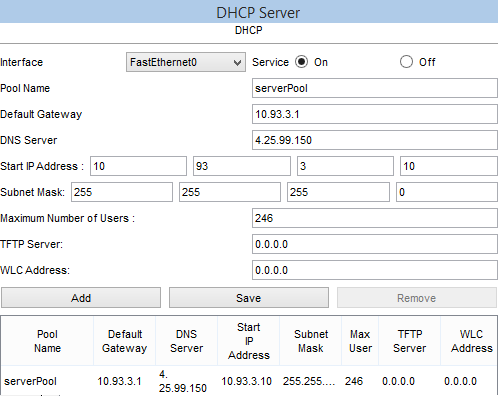 DHCP Server
DHCP
Interface FastEthernet0 Service On Off
Pool Name serverPool
Default Gateway 10.93.3.1
DNS Server 4.25.99.150
Start IP Address : 10 93 3 10
Subnet Mask: 255 255 255 0
Maximum Number of Users : 246
TFTP Server: 0.0.0.0
WLC Address: 0.0.0.0
Add Save Remove
Pool Name Default Gateway DNS Server Start IP Address Subnet Mask Max User TFTP Server WLC Address
serverPool 10.93.3.1 4.25.99.150 10.93.3.10 255.255.... 246 0.0.0.0 0.0.0.0